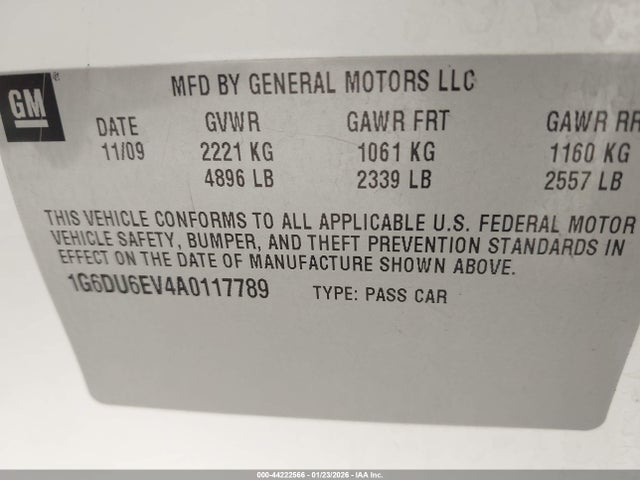 GM
MFD BY GENERAL MOTORS LLC
DATE GVWR GAWR FRT GAWR RR
11/09 2221 KG 1061 KG 1160 KG
4896 LB 2339 LB 2557 LB
THIS VEHICLE CONFORMS TO ALL APPLICABLE U.S. FEDERAL MOTOR
VEHICLE SAFETY, BUMPER, AND THEFT PREVENTION STANDARDS IN
EFFECT ON THE DATE OF MANUFACTURE SHOWN ABOVE.
1G6DU6EV4A0117789 TYPE: PASS CAR
000-44222566 - 01/23/2026 - IAA Inc.